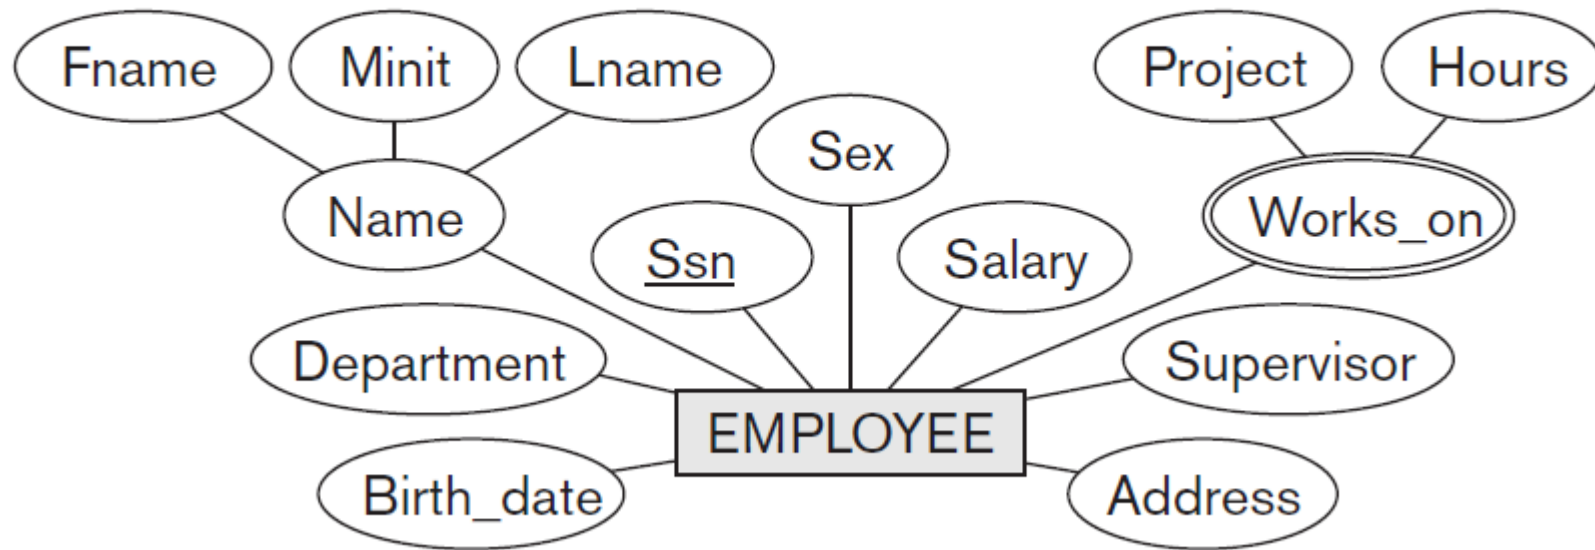 Fname
Minit
Lname
Project
Hours
Sex
Name
Works_on
Ssn
Salary
Department
Supervisor
EMPLOYEE
Birth_date
Address